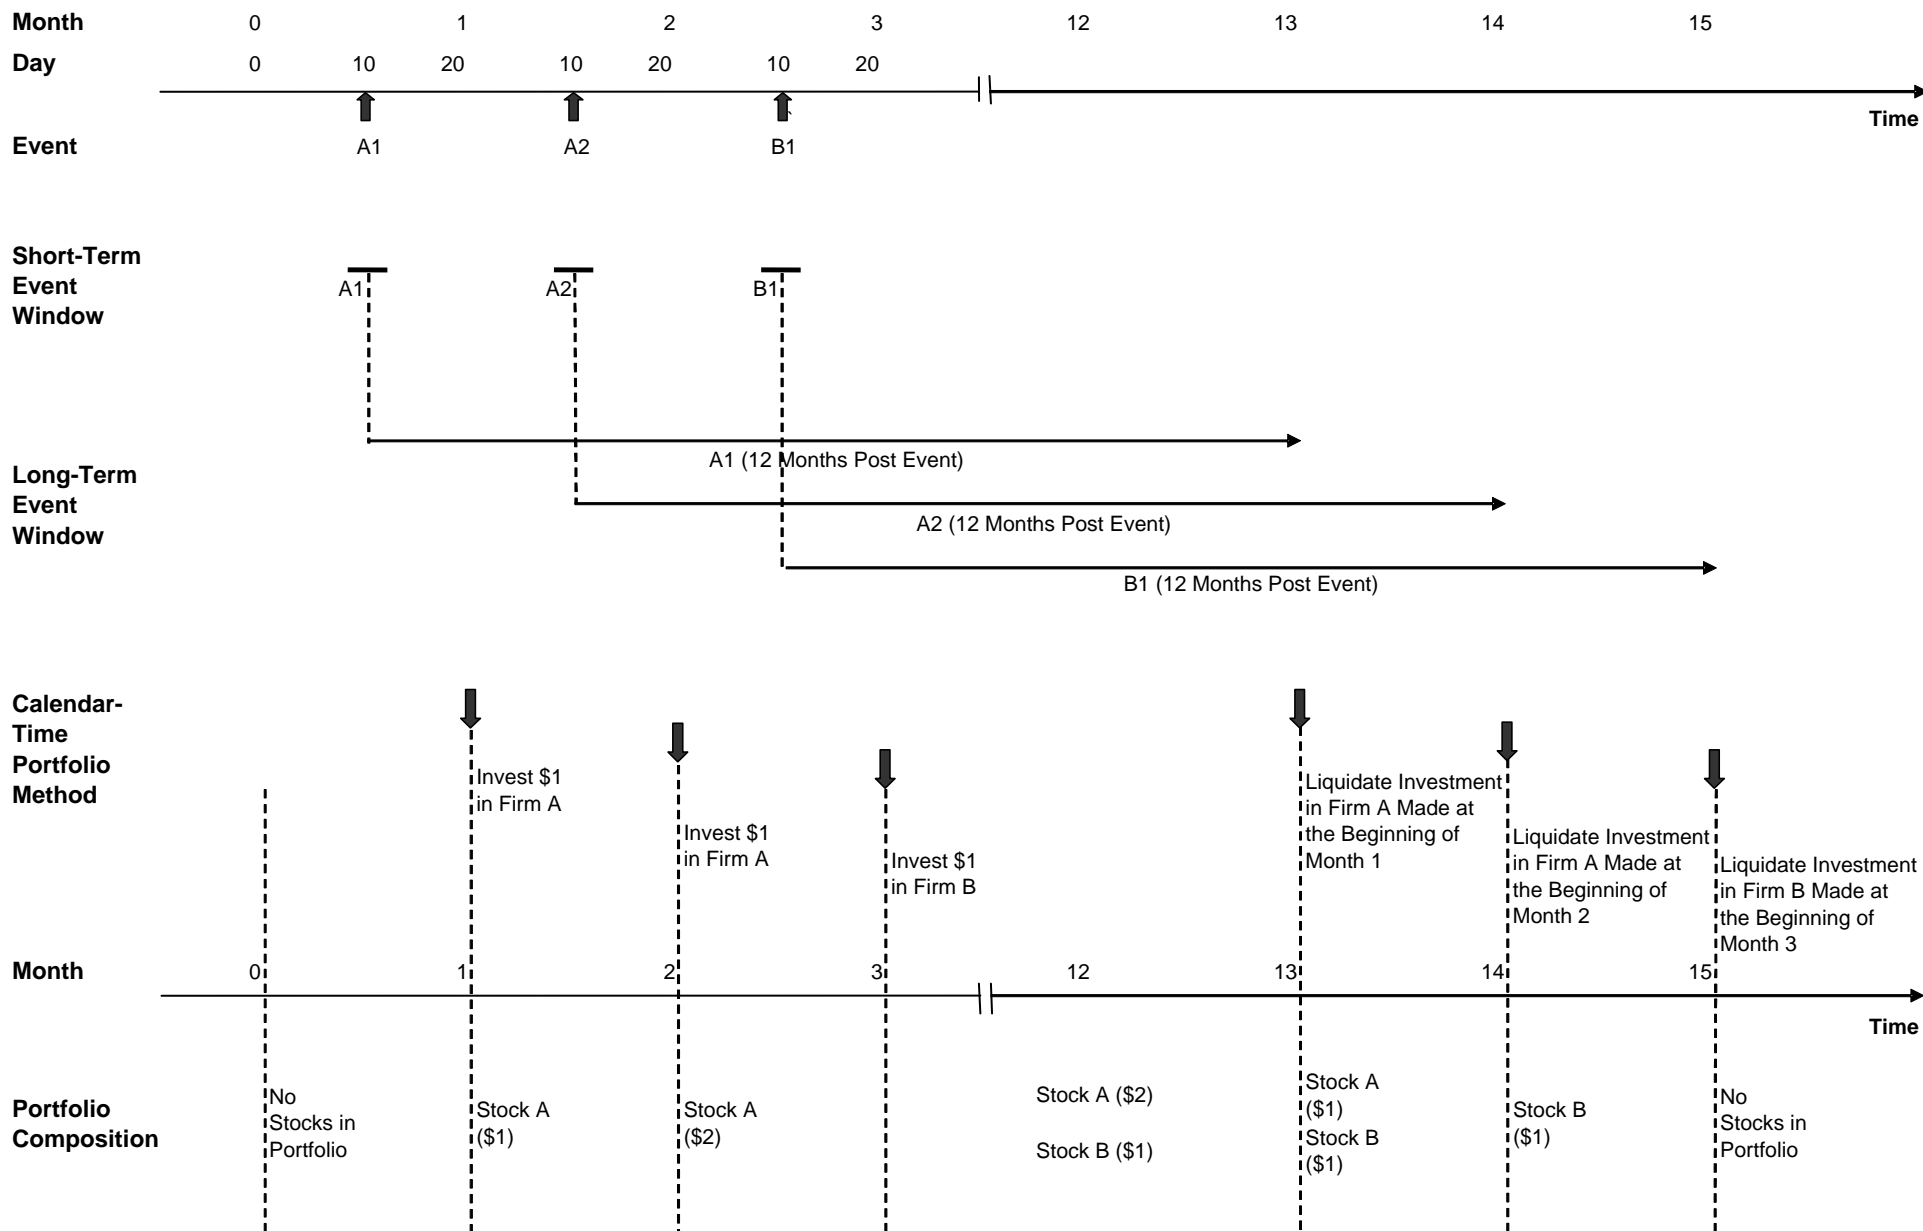 Month 0 1 2 3 12 13 14 15
Day 0 10 20 10 20 10 20
Time
Event A1 A2 B1
Short-Term
Event
Window
A1 A2 B1
A1 (12 Months Post Event)
Long-Term
Event
Window
A2 (12 Months Post Event)
B1 (12 Months Post Event)
Calendar-
Time
Portfolio
Method
Invest $1
in Firm A
Invest $1
in Firm A
Invest $1
in Firm B
Liquidate Investment
in Firm A Made at
the Beginning of
Month 1
Liquidate Investment
in Firm A Made at
the Beginning of
Month 2
Liquidate Investment
in Firm B Made at
the Beginning of
Month 3
Month 0 1 2 3 12 13 14 15
Time
Portfolio
Composition
No
Stocks in
Portfolio
Stock A
($1)
Stock A
($2)
Stock A ($2)
Stock B ($1)
Stock A
($1)
Stock B
($1)
Stock B
($1)
No
Stocks in
Portfolio